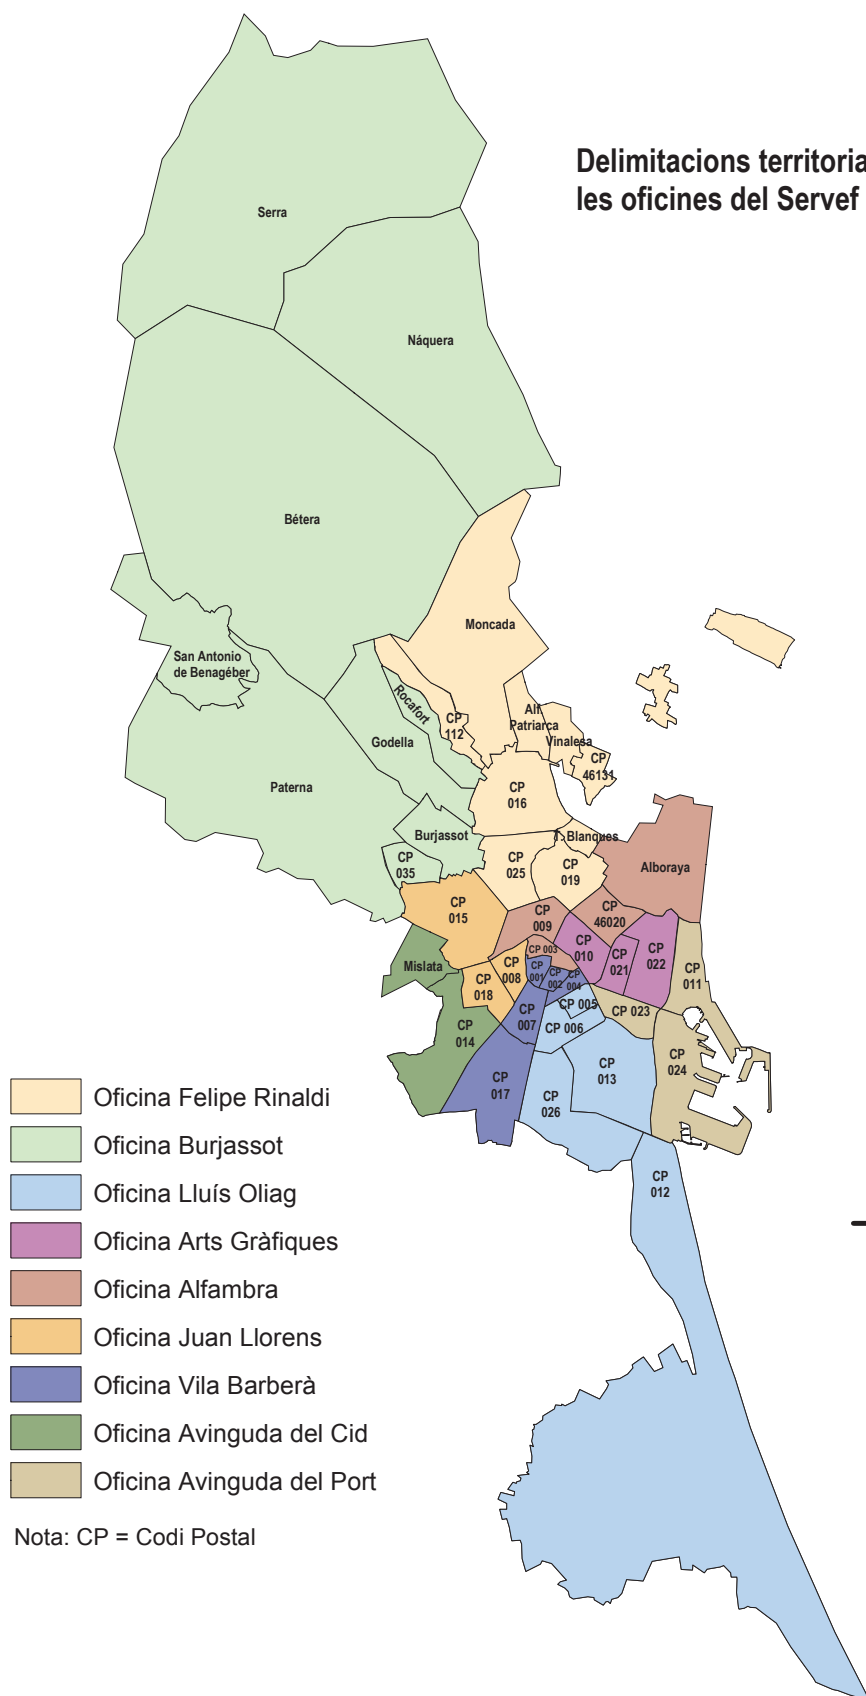 Delimitacions territoria
les oficines del Servef
Serra
Náquera
Bétera
Moncada
San Antonio
de Benagéber
Rocafort
CP
112
Alf.
Patriarca
Vinalesa
CP
46131
Godella
Paterna
CP
016
Burjassot
T. Blanques
CP
035
CP
025
CP
019
Alboraya
CP
015
CP
009
CP
46020
CP 003
CP
010
CP
021
CP
022
CP
011
Mislata
CP
008
CP
001
CP
002
CP
004
CP
018
CP 005
CP 023
CP
007
CP 006
CP
014
CP
024
CP
017
CP
013
CP
026
CP
012
Oficina Felipe Rinaldi
Oficina Burjassot
Oficina Lluís Oliag
Oficina Arts Gràfiques
Oficina Alfambra
Oficina Juan Llorens
Oficina Vila Barberà
Oficina Avinguda del Cid
Oficina Avinguda del Port
Nota: CP = Codi Postal